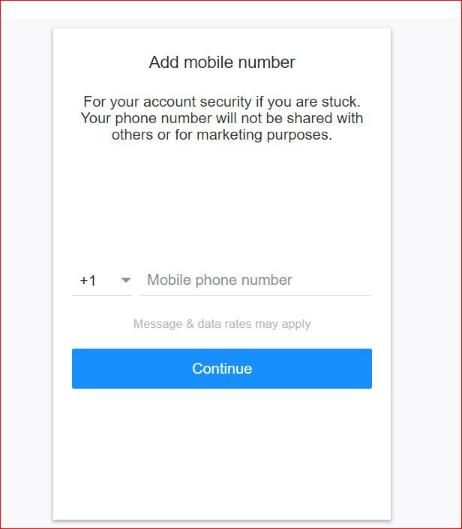 Add mobile number
For your account security if you are stuck.
Your phone number will not be shared with
others or for marketing purposes.
+1 Mobile phone number
Message & data rates may apply
Continue